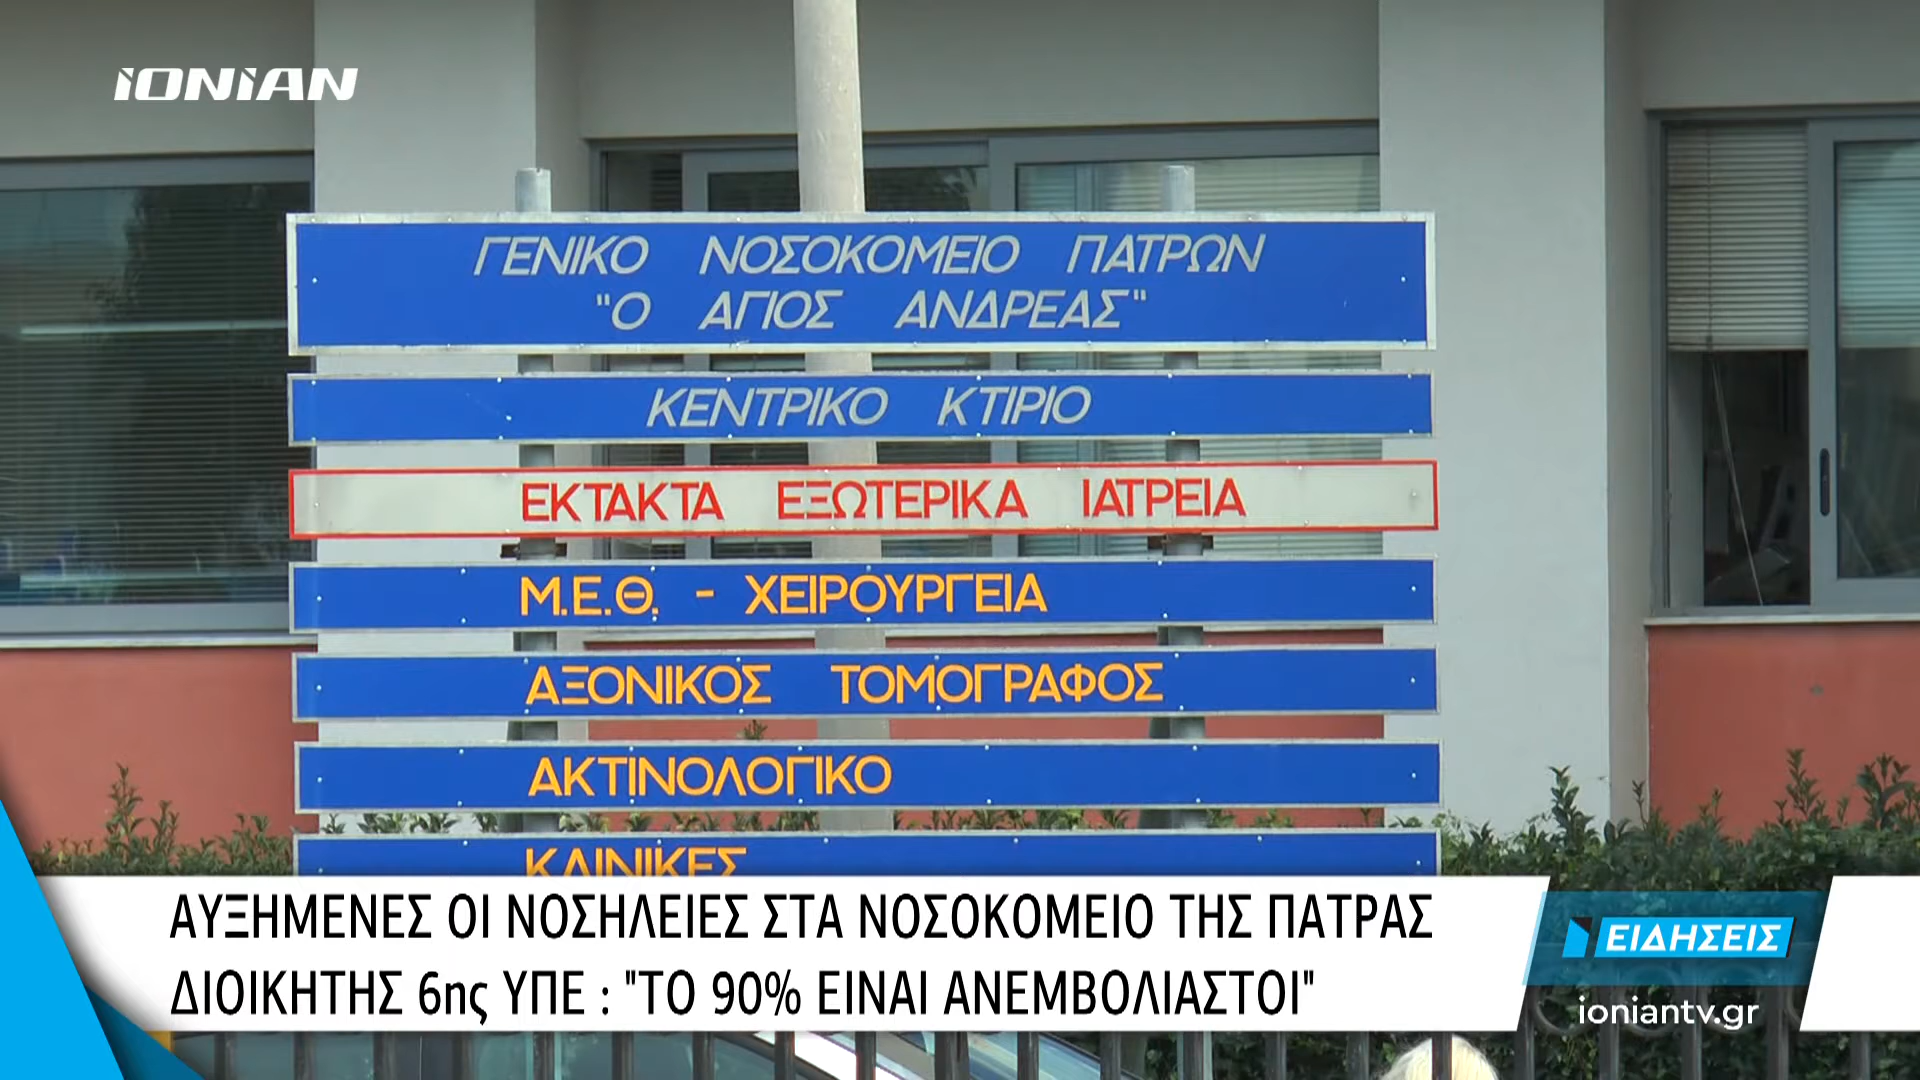 iONiAN
ΓΕΝΙΚΟ ΝΟΣΟΚΟΜΕΙΟ ΠΑΤΡΩΝ
"Ο ΑΓΙΟΣ ΑΝΔΡΕΑΣ"
ΚΕΝΤΡΙΚΟ ΚΤΙΡΙΟ
ΕΚΤΑΚΤΑ ΕΞΩΤΕΡΙΚΑ ΙΑΤΡΕΙΑ
Μ.Ε.Θ. - ΧΕΙΡΟΥΡΓΕΙΑ
ΑΞΟΝΙΚΟΣ ΤΟΜΟΓΡΑΦΟΣ
ΑΚΤΙΝΟΛΟΓΙΚΟ
ΚΛΙΝΙΚΕΣ
ΑΥΞΗΜΕΝΕΣ ΟΙ ΝΟΣΗΛΕΙΕΣ ΣΤΑ ΝΟΣΟΚΟΜΕΙΟ ΤΗΣ ΠΑΤΡΑΣ
ΔΙΟΙΚΗΤΗΣ 6ης ΥΠΕ : "ΤΟ 90% ΕΙΝΑΙ ΑΝΕΜΒΟΛΙΑΣΤΟΙ"
ΕΙΔΗΣΕΙΣ
ioniantv.gr